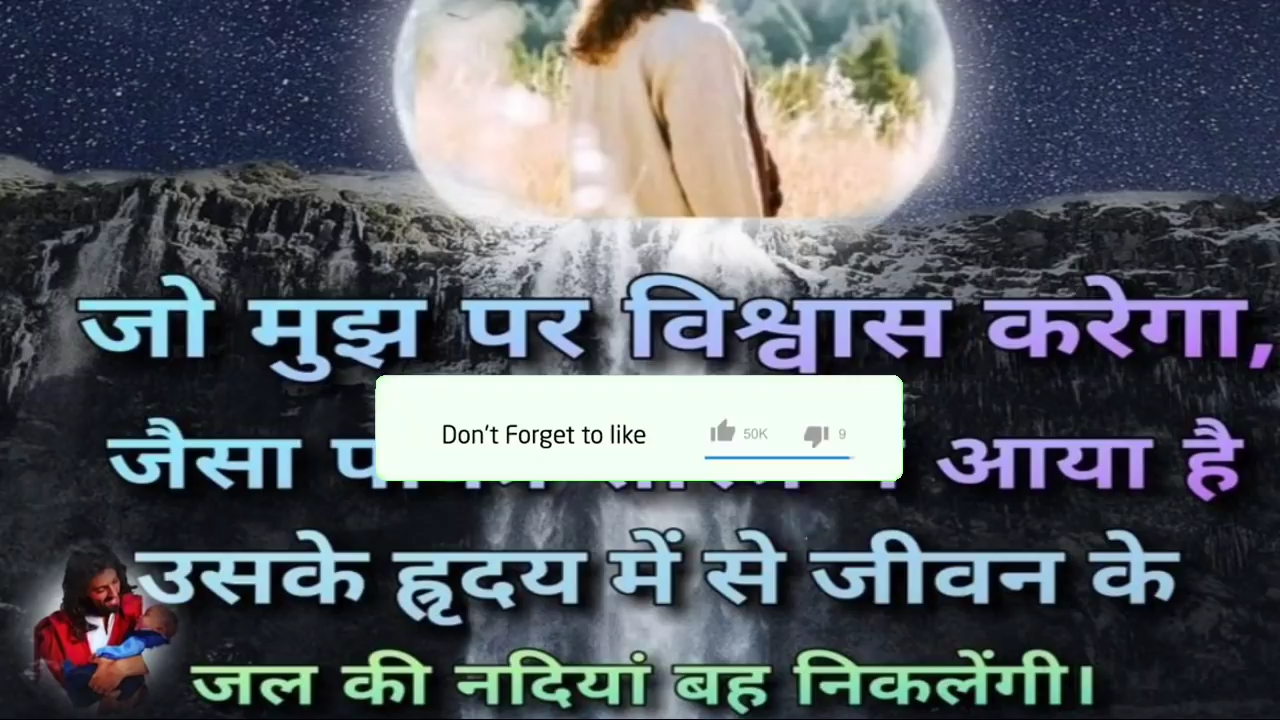 जो मुझ पर विश्वास करेगा,
Don't Forget to like 50K 9
जैसा आया है
उसके ह्रृदय में से जीवन के
जल की नदियां बह निकलेंगी।